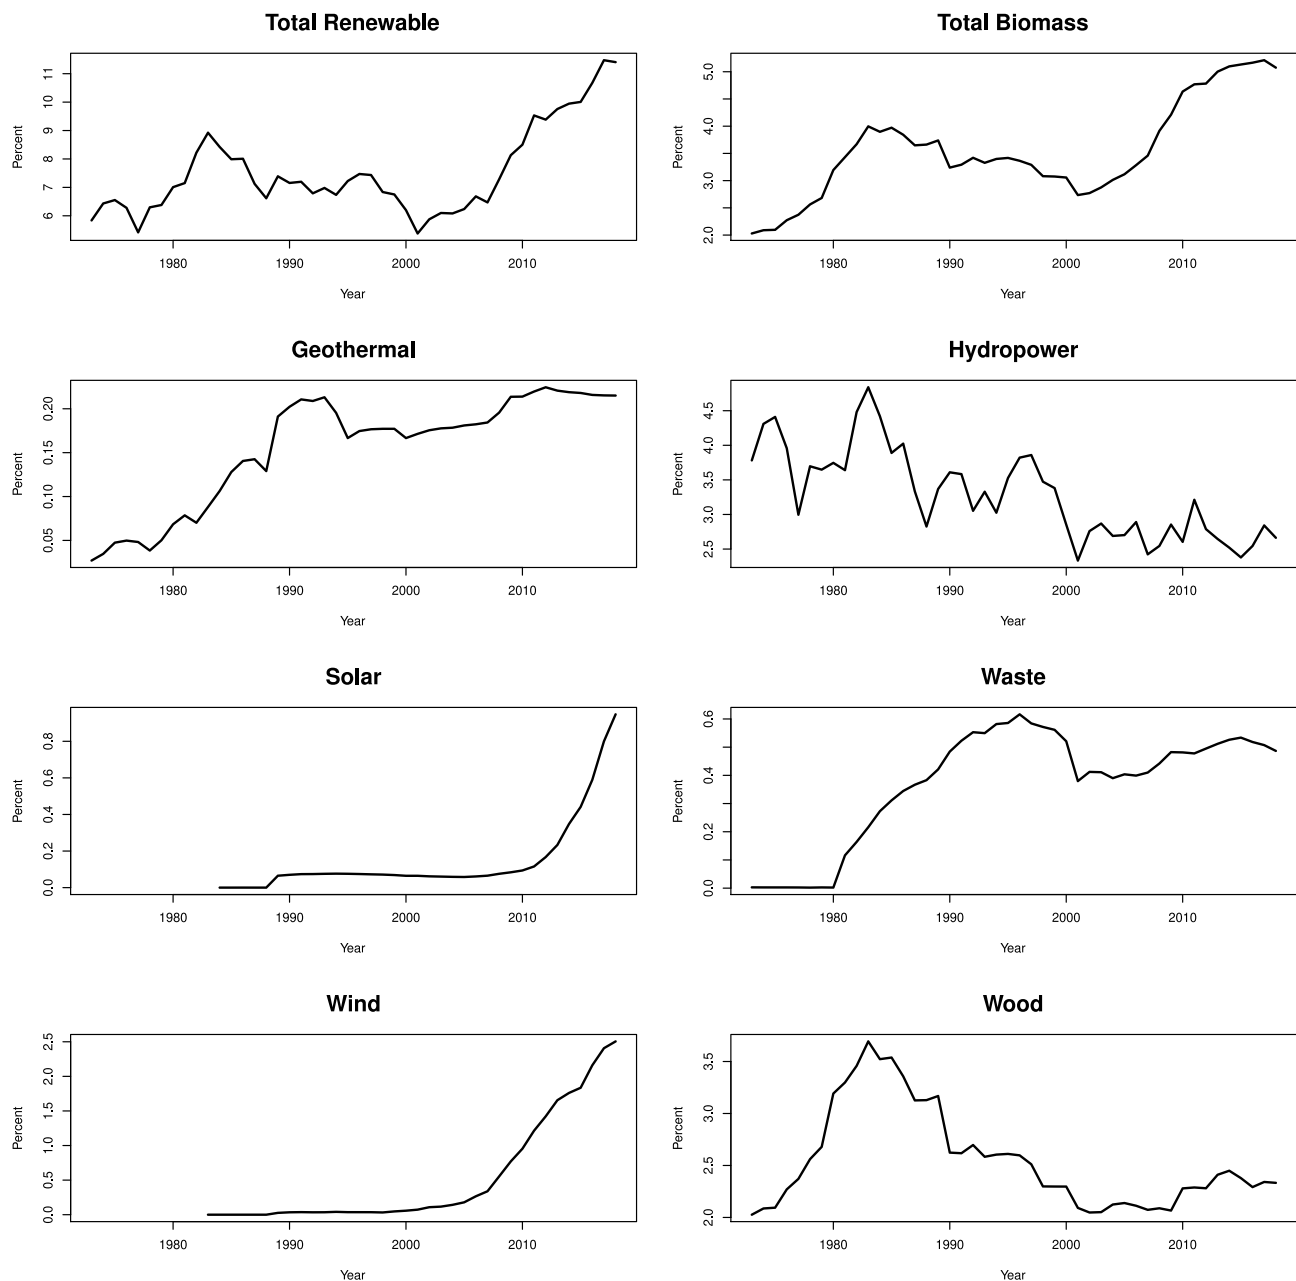 Total Renewable
Percent
11
10
9
8
7
6
1980 1990 2000 2010
Year
Total Biomass
Percent
5.0
4.0
3.0
2.0
1980 1990 2000 2010
Year
Geothermal
Percent
0.20
0.15
0.10
0.05
1980 1990 2000 2010
Year
Hydropower
Percent
4.5
4.0
3.5
3.0
2.5
1980 1990 2000 2010
Year
Solar
Percent
0.8
0.6
0.4
0.2
0.0
1980 1990 2000 2010
Year
Waste
Percent
0.6
0.4
0.2
0.0
1980 1990 2000 2010
Year
Wind
Percent
2.5
2.0
1.5
1.0
0.5
0.0
1980 1990 2000 2010
Year
Wood
Percent
3.5
3.0
2.5
2.0
1980 1990 2000 2010
Year